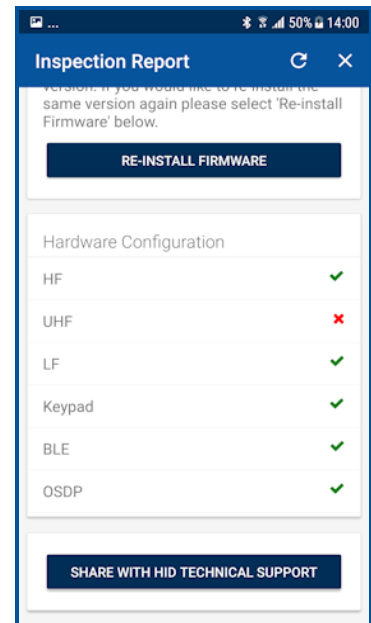 ... 50% 14:00
Inspection Report
version. If you would like to re-install the
same version again please select 'Re-install
Firmware' below.
RE-INSTALL FIRMWARE
Hardware Configuration
HF
UHF
LF
Keypad
BLE
OSDP
SHARE WITH HID TECHNICAL SUPPORT